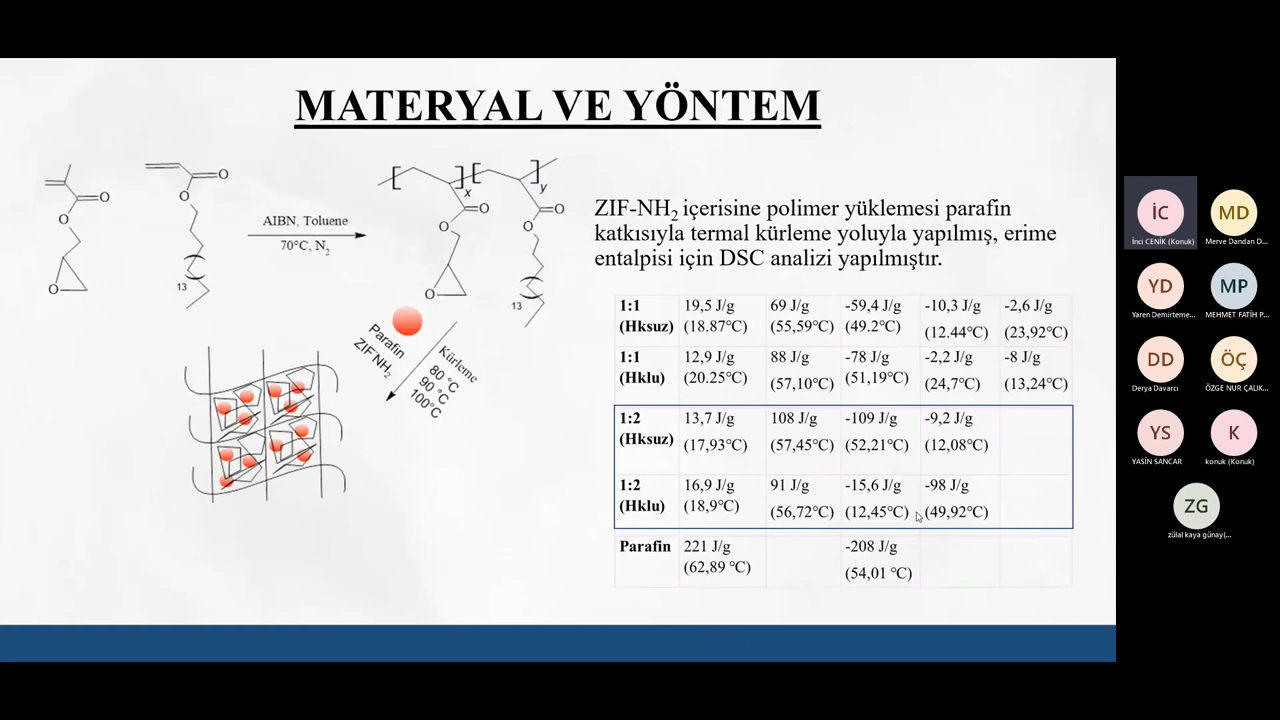 MATERYAL VE YÖNTEM
O
O
O
O
O
13
AIBN, Toluene
70°C, N2
x
y
O
O
O
O
O
13
Parafin
ZIF-NH2
Kürleme
80 °C
90 °C
100°C
ZIF-NH2 içerisine polimer yüklemesi parafin
katkısıyla termal kürleme yoluyla yapılmış, erime
entalpisi için DSC analizi yapılmıştır.
1:1 19,5 J/g 69 J/g -59,4 J/g -10,3 J/g -2,6 J/g
(Hksuz) (18.87°C) (55,59°C) (49.2°C) (12.44°C) (23,92°C)
1:1 12,9 J/g 88 J/g -78 J/g -2,2 J/g -8 J/g
(Hklu) (20.25°C) (57,10°C) (51,19°C) (24,7°C) (13,24°C)
1:2 13,7 J/g 108 J/g -109 J/g -9,2 J/g
(Hksuz) (17,93°C) (57,45°C) (52,21°C) (12,08°C)
1:2 16,9 J/g 91 J/g -15,6 J/g -98 J/g
(Hklu) (18,9°C) (56,72°C) (12,45°C) (49,92°C)
Parafin 221 J/g -208 J/g
(62,89 °C) (54,01 °C)
İC MD
İnci CENİK (Konuk) Merve Dandan D...
YD MP
Yaren Demirteme... MEHMET FATİH P...
DD ÖÇ
Derya Davarcı ÖZGE NUR ÇALIK...
YS K
YASİN SANCAR konuk (Konuk)
ZG
zülal kaya günay(...